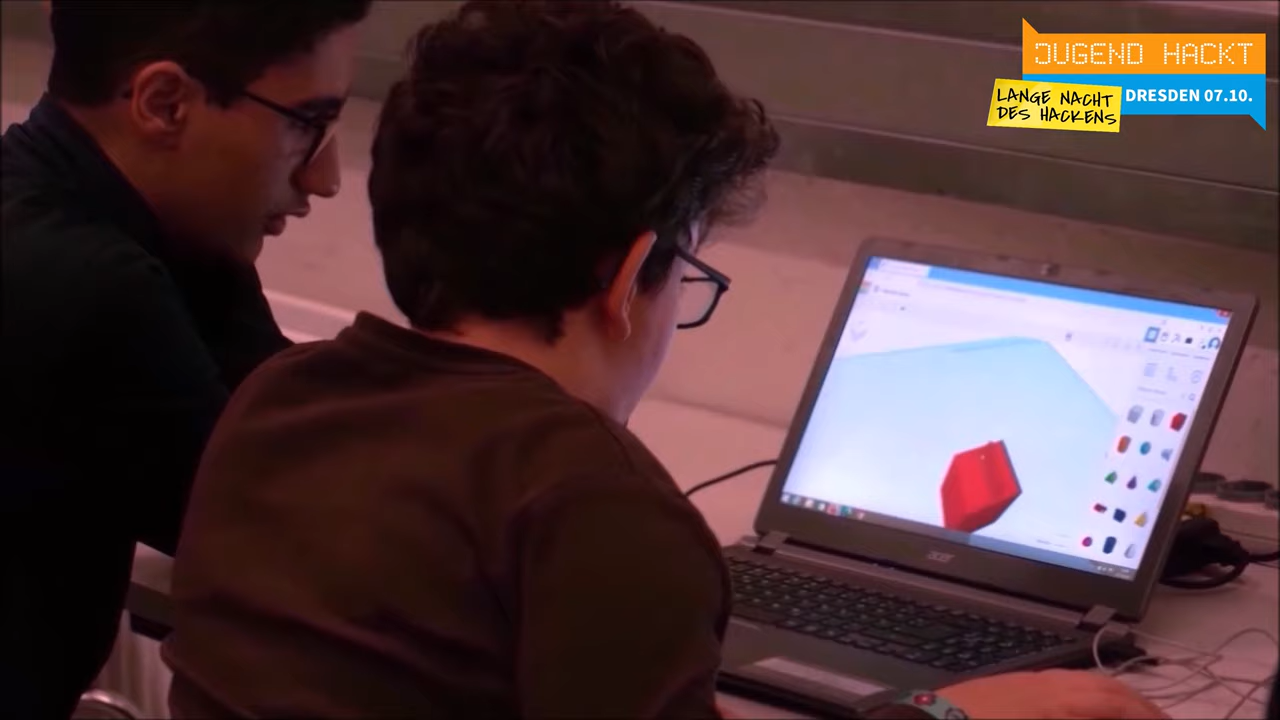 JUGEND HACKT
LANGE NACHT
DES HACKENS
DRESDEN 07.10.
acer